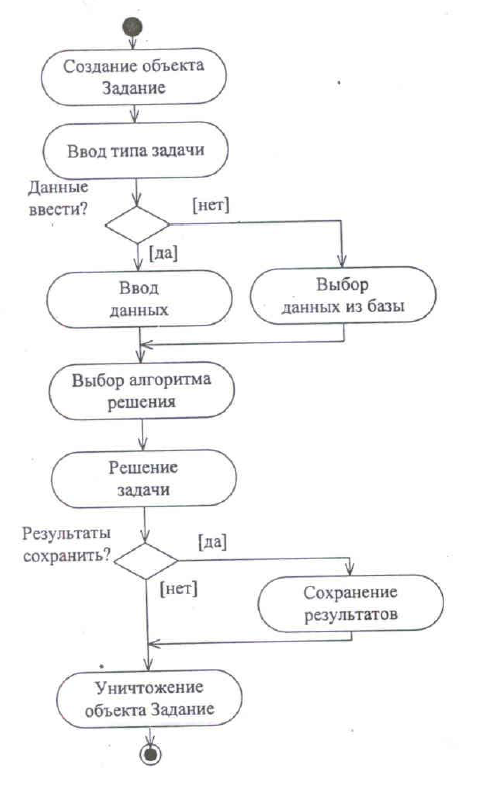 Создание объекта
Задание
Ввод типа задачи
Данные
ввести?
[нет]
[да]
Ввод
данных
Выбор
данных из базы
Выбор алгоритма
решения
Решение
задачи
Результаты
сохранить?
[да]
[нет]
Сохранение
результатов
Уничтожение
объекта Задание